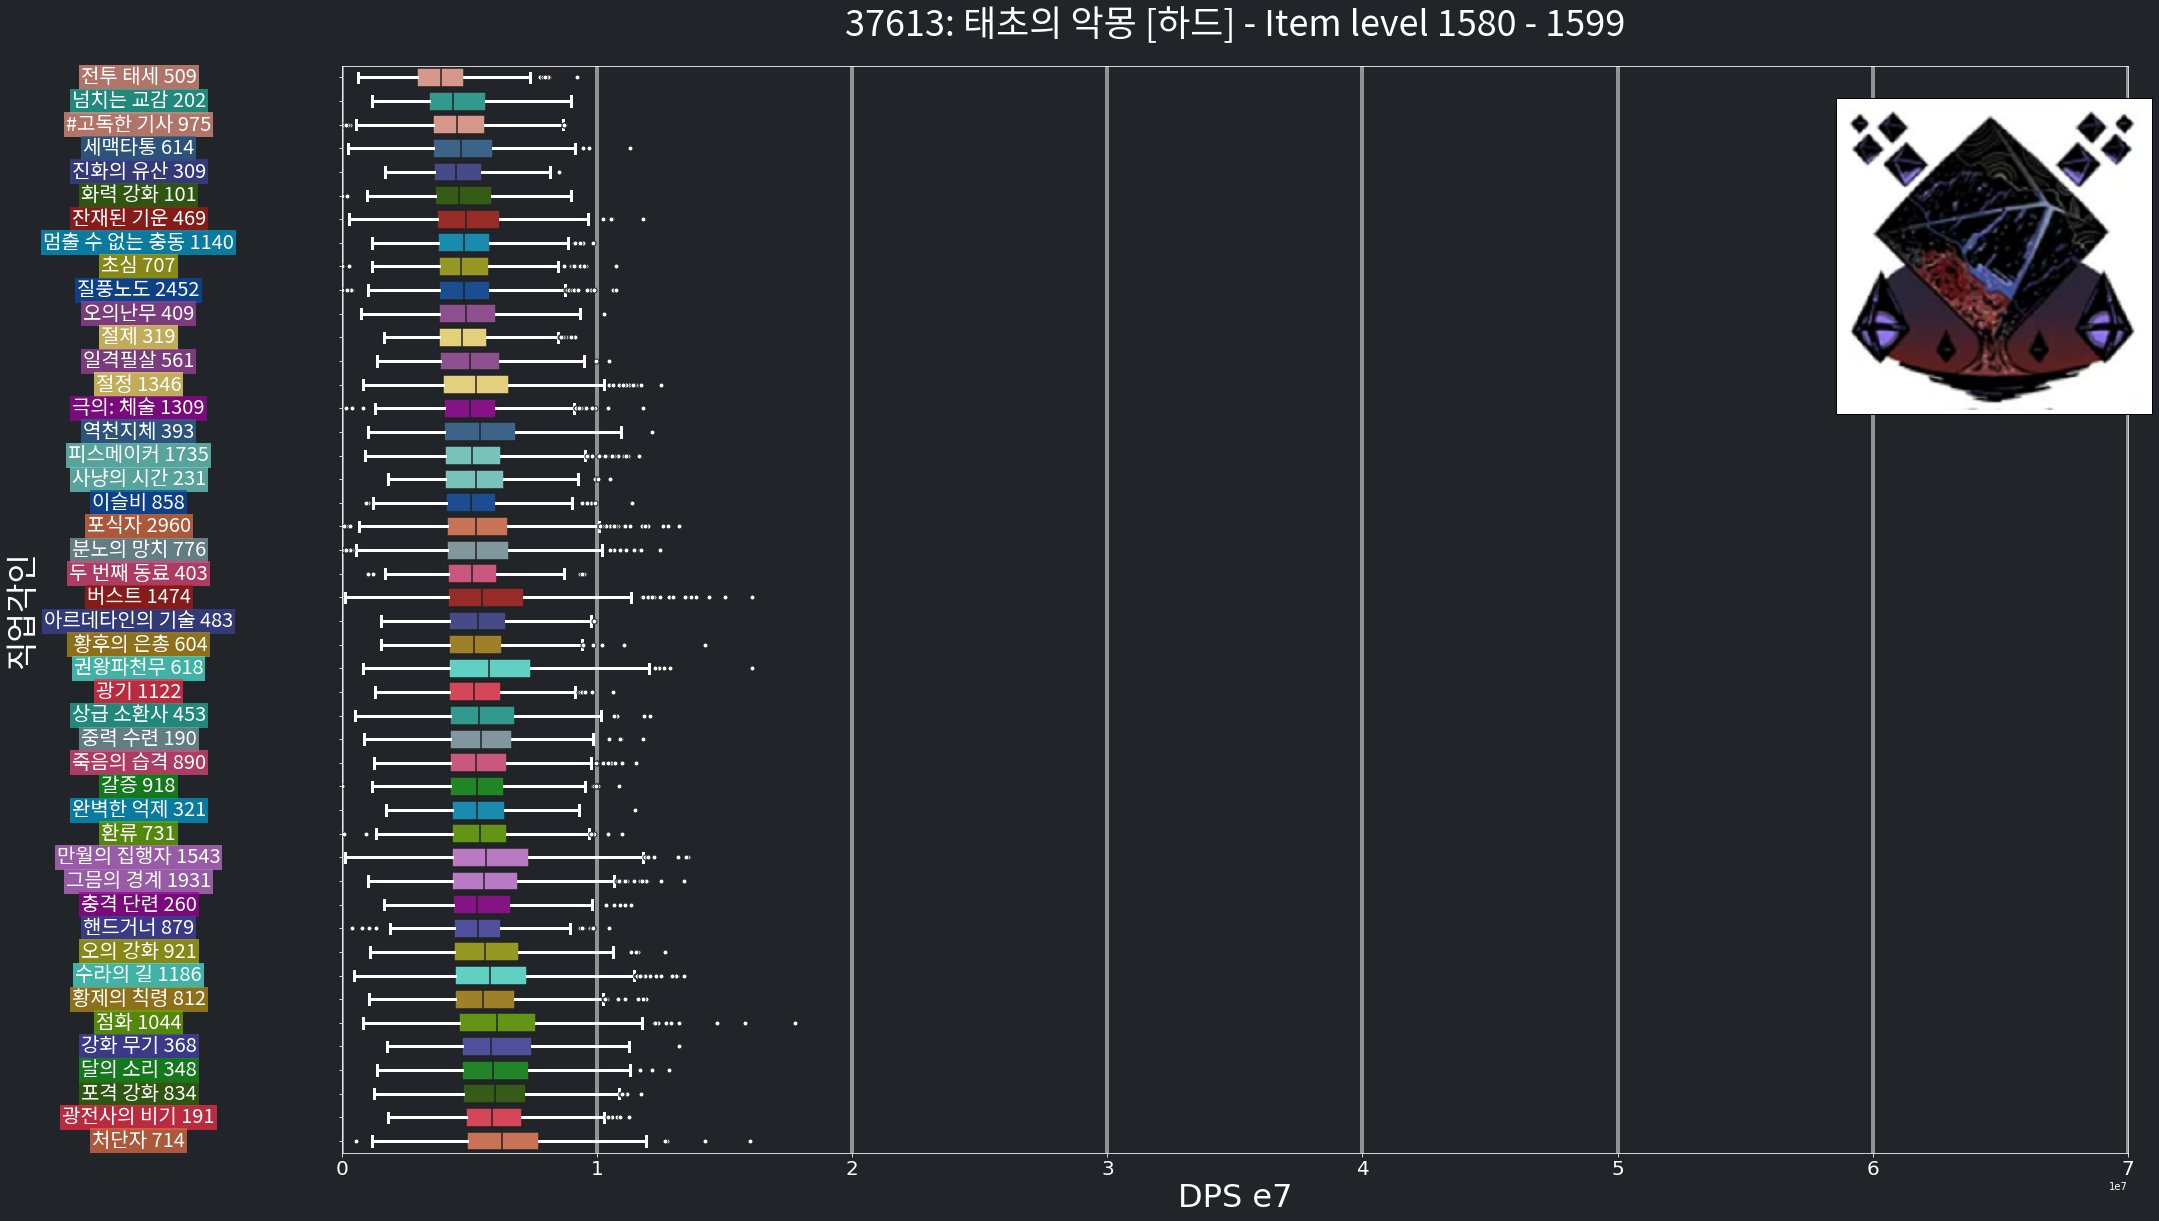 37613: 태초의 악몽 [하드] - Item level 1580 - 1599
전투 태세 509
넘치는 교감 202
#고독한 기사 975
세맥타통 614
진화의 유산 309
화력 강화 101
잔재된 기운 469
멈출 수 없는 충동 1140
초심 707
질풍노도 2452
오의난무 409
절제 319
일격필살 561
절정 1346
극의: 체술 1309
역천지체 393
피스메이커 1735
사냥의 시간 231
이슬비 858
포식자 2960
분노의 망치 776
두 번째 동료 403
버스트 1474
아르데타인의 기술 483
황후의 은총 604
권왕파천무 618
광기 1122
상급 소환사 453
중력 수련 190
죽음의 습격 890
갈증 918
완벽한 억제 321
환류 731
만월의 집행자 1543
그믐의 경계 1931
충격 단련 260
핸드거너 879
오의 강화 921
수라의 길 1186
황제의 칙령 812
점화 1044
강화 무기 368
달의 소리 348
포격 강화 834
광전사의 비기 191
처단자 714
직업각인
0 1 2 3 4 5 6 7
1e7
DPS e7